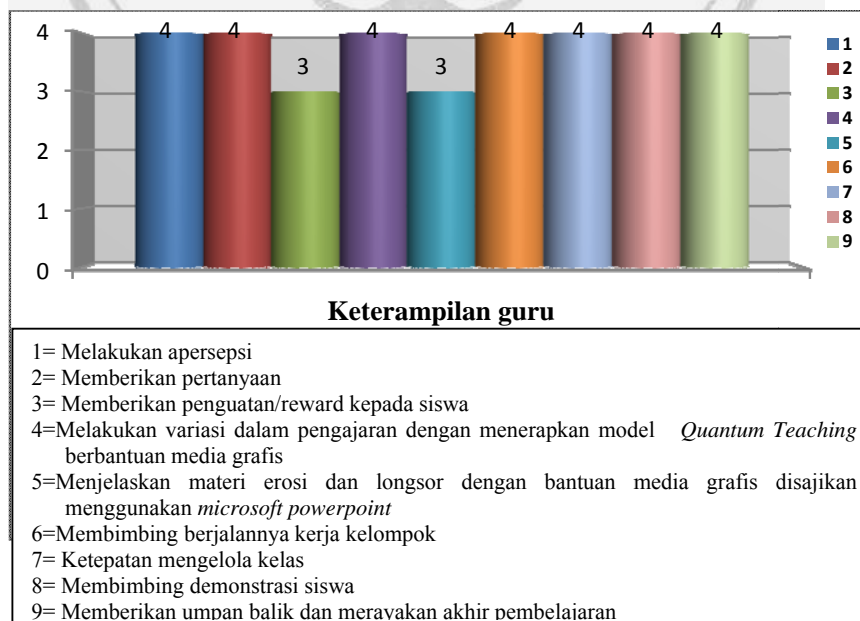 4 4 3 4 3 4 4 4 4
4
3
2
1
0
1
2
3
4
5
6
7
8
9
Keterampilan guru
1= Melakukan apersepsi
2= Memberikan pertanyaan
3= Memberikan penguatan/reward kepada siswa
4=Melakukan variasi dalam pengajaran dengan menerapkan model Quantum Teaching
berbantuan media grafis
5=Menjelaskan materi erosi dan longsor dengan bantuan media grafis disajikan
menggunakan microsoft powerpoint
6=Membimbing berjalannya kerja kelompok
7= Ketepatan mengelola kelas
8= Membimbing demonstrasi siswa
9= Memberikan umpan balik dan merayakan akhir pembelajaran